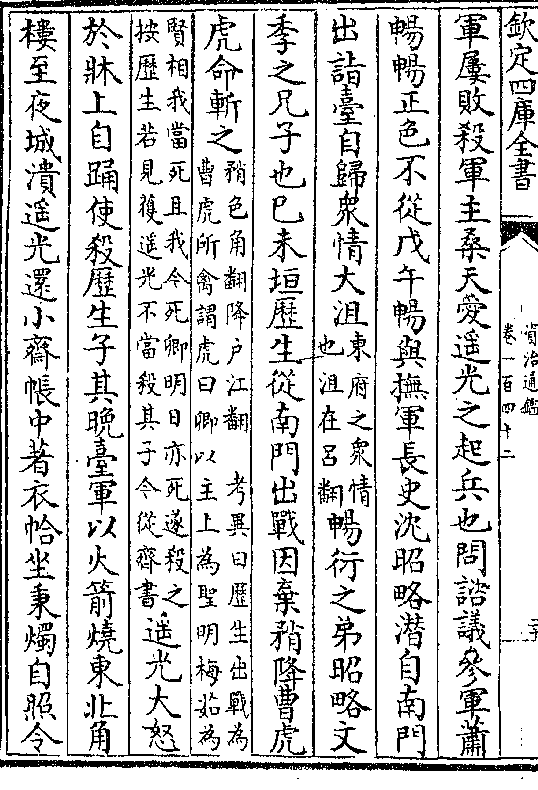 欽定四庫全書
資治通鑑
卷一百四十二
軍屢敗殺軍主桑天愛遥光之起兵也問諮議參軍蕭
暢暢正色不從戊午暢與撫軍長史沈昭略潜自南門
出詣臺自歸衆情大沮
東府之衆情
也沮在吕翻
暢衍之弟昭略文
季之兄子也巳未垣歴生從南門出戰因棄矟降曹虎
虎命斬之
矟色角翻降户江翻 考異曰歴生出戰為
曹虎所禽謂虎曰卿以主上為聖明梅茹為
賢相我當死且我今死卿明日亦死遂殺之
按歴生若見獲遥光不當殺其子今從齊書
遥光大怒
於牀上自踊使殺歴生子其晚臺軍以火箭燒東北角
樓至夜城潰遥光還小齋帳中著衣帢坐秉燭自照令